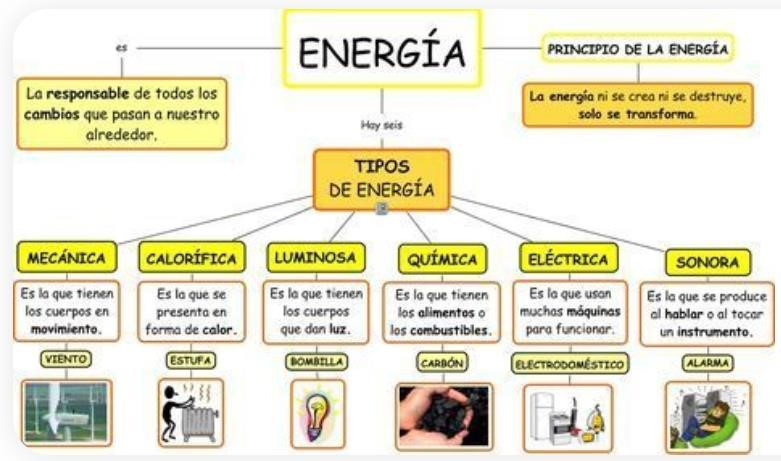 ENERGÍA
es
La responsable de todos los
cambios que pasan a nuestro
alrededor.
PRINCIPIO DE LA ENERGÍA
La energía ni se crea ni se destruye,
solo se transforma.
Hay seis
TIPOS
DE ENERGÍA
MECÁNICA
Es la que tienen
los cuerpos en
movimiento.
VIENTO
CALORÍFICA
Es la que se
presenta en
forma de calor.
ESTUFA
LUMINOSA
Es la que tienen
los cuerpos
que dan luz.
BOMBILLA
QUÍMICA
Es la que tienen
los alimentos o
los combustibles.
CARBÓN
ELÉCTRICA
Es la que usan
muchas máquinas
para funcionar.
ELECTRODOMÉSTICO
SONORA
Es la que se produce
al hablar o al tocar
un instrumento.
ALARMA